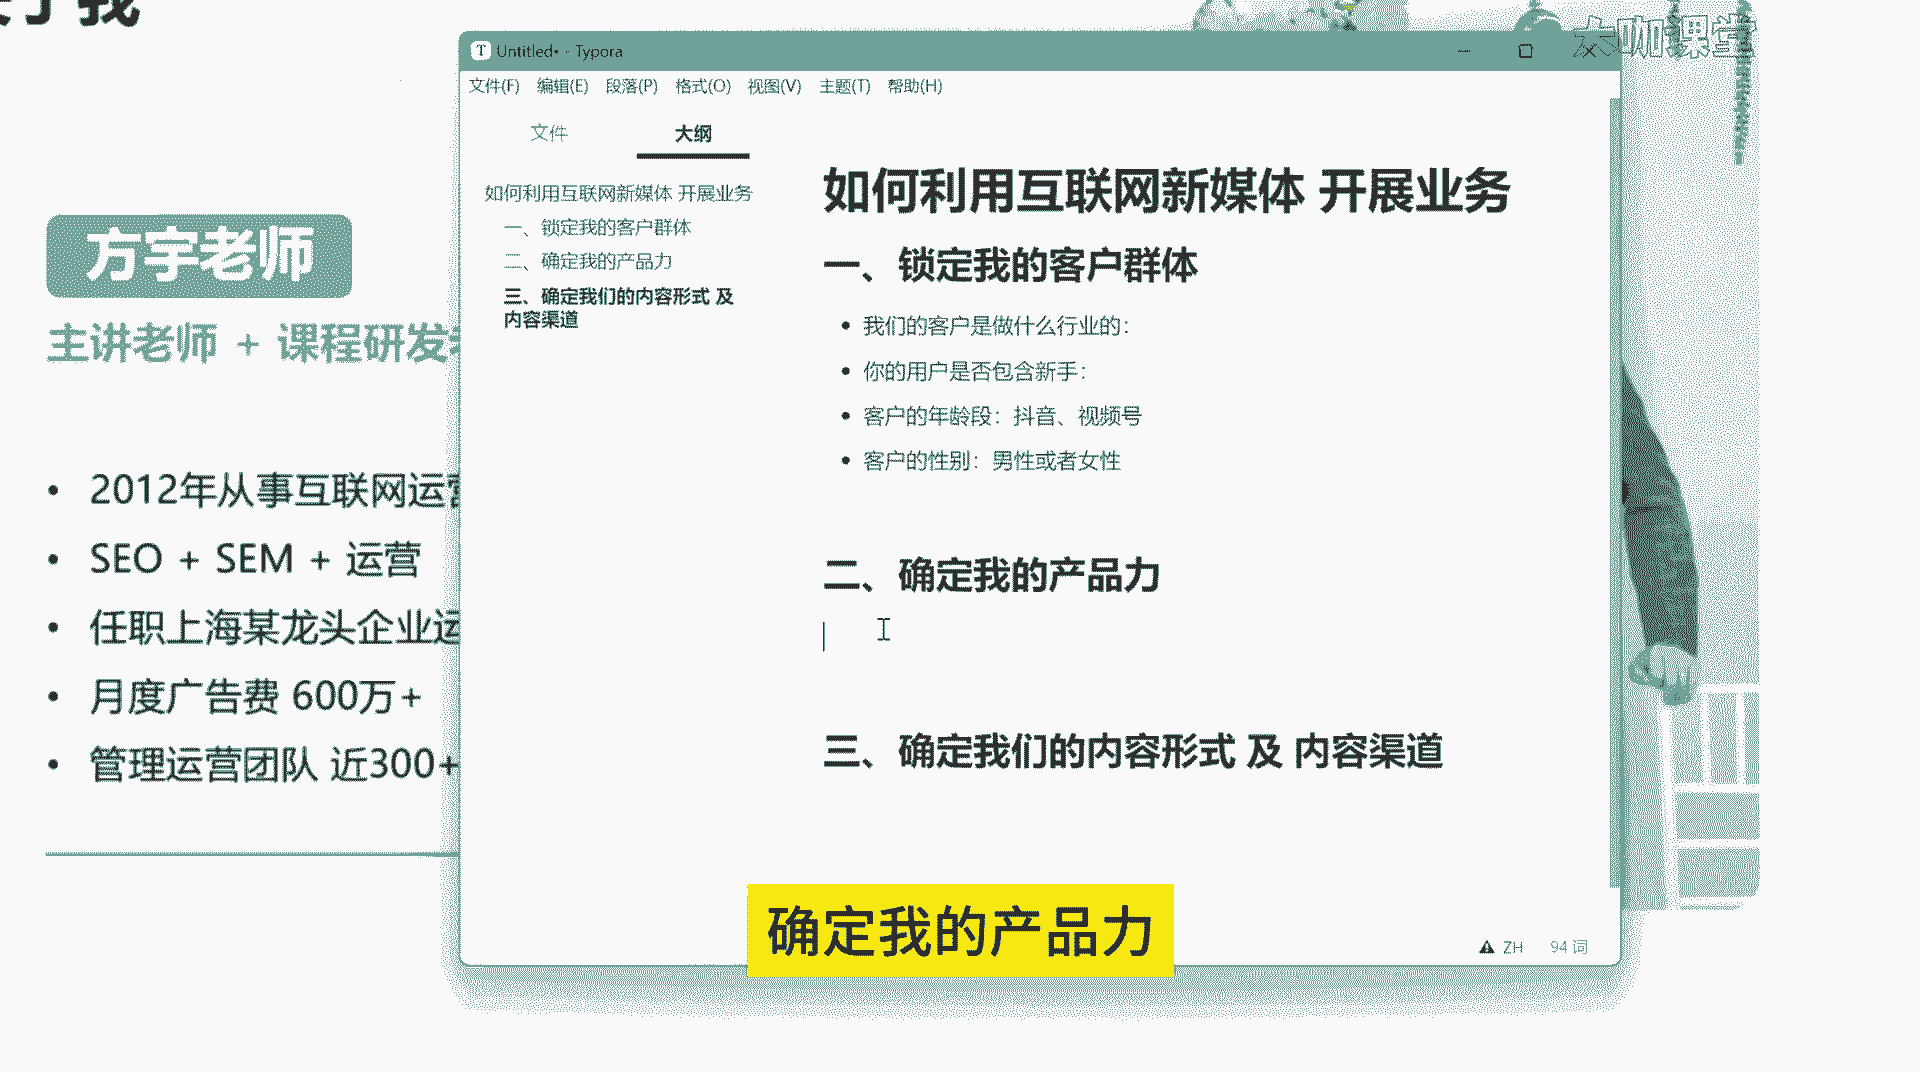 我
大咖课堂
Untitled• - Typora
文件(F) 编辑(E) 段落(P) 格式(O) 视图(V) 主题(T) 帮助(H)
文件 大纲
如何利用互联网新媒体 开展业务
一、锁定我的客户群体
二、确定我的产品力
三、确定我们的内容形式 及
内容渠道
如何利用互联网新媒体 开展业务
一、锁定我的客户群体
• 我们的客户是做什么行业的：
• 你的用户是否包含新手：
• 客户的年龄段：抖音、视频号
• 客户的性别：男性或者女性
二、确定我的产品力
三、确定我们的内容形式 及 内容渠道
ZH 94 词
方宇老师
主讲老师 + 课程研发
• 2012年从事互联网运营
• SEO + SEM + 运营
• 任职上海某龙头企业运
• 月度广告费 600万+
• 管理运营团队 近300+
确定我的产品力